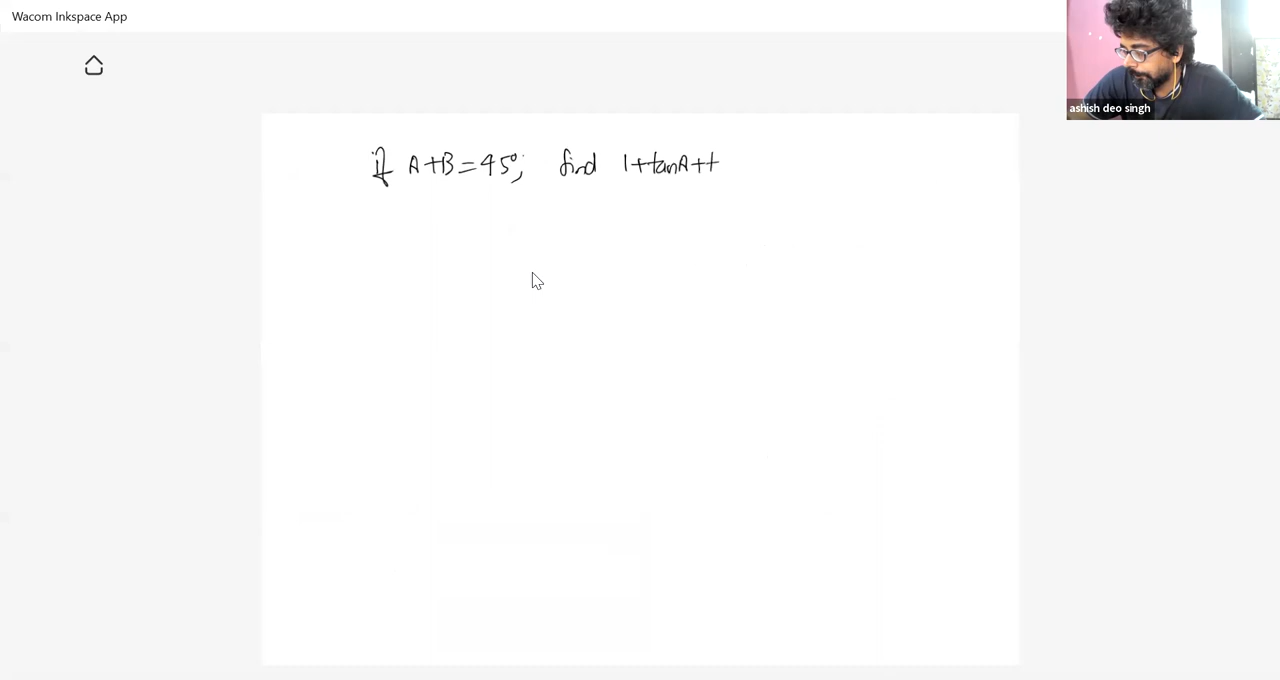 Wacom Inkspace App
ashish deo singh
if A+B=45°; find 1+tanA+t